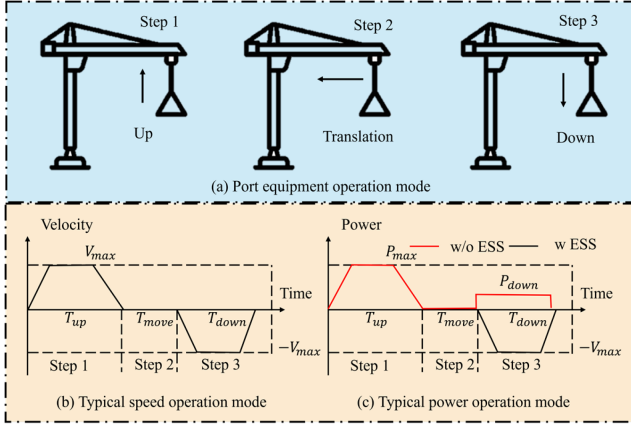 Step 1
Step 2
Step 3
Up
Translation
Down
(a) Port equipment operation mode
Velocity
V_max
Time
T_up
T_move
T_down
−V_max
Step 1
Step 2
Step 3
(b) Typical speed operation mode
Power
w/o ESS
w ESS
P_max
P_down
Time
T_up
T_move
T_down
−V_max
Step 1
Step 2
Step 3
(c) Typical power operation mode